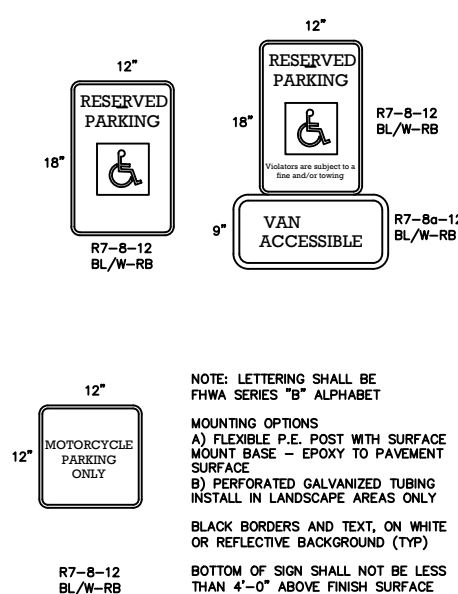 12"
RESERVED
PARKING
18"
R7-8-12
BL/W-RB
12"
RESERVED
PARKING
18"
Violators are subject to a
fine and/or towing
R7-8-12
BL/W-RB
9"
VAN
ACCESSIBLE
R7-8a-12
BL/W-RB
12"
12"
MOTORCYCLE
PARKING
ONLY
R7-8-12
BL/W-RB
NOTE: LETTERING SHALL BE
FHWA SERIES "B" ALPHABET
MOUNTING OPTIONS
A) FLEXIBLE P.E. POST WITH SURFACE
MOUNT BASE - EPOXY TO PAVEMENT
SURFACE
B) PERFORATED GALVANIZED TUBING
INSTALL IN LANDSCAPE AREAS ONLY
BLACK BORDERS AND TEXT, ON WHITE
OR REFLECTIVE BACKGROUND (TYP)
BOTTOM OF SIGN SHALL NOT BE LESS
THAN 4'-0" ABOVE FINISH SURFACE